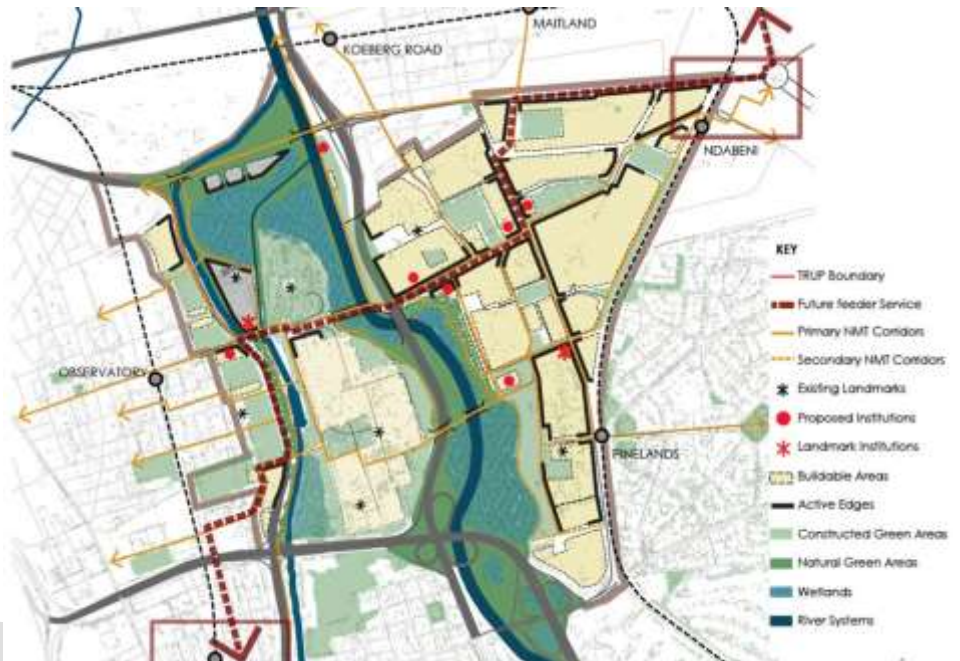 MAITLAND
KOEBERG ROAD
NDABENI
OBSERVATORY
PINELANDS
KEY
TRUP Boundary
Future Feeder Service
Primary NMT Corridors
Secondary NMT Corridors
Existing Landmarks
Proposed Institutions
Landmark Institutions
Buildable Areas
Active Edges
Constructed Green Areas
Natural Green Areas
Wetlands
River Systems